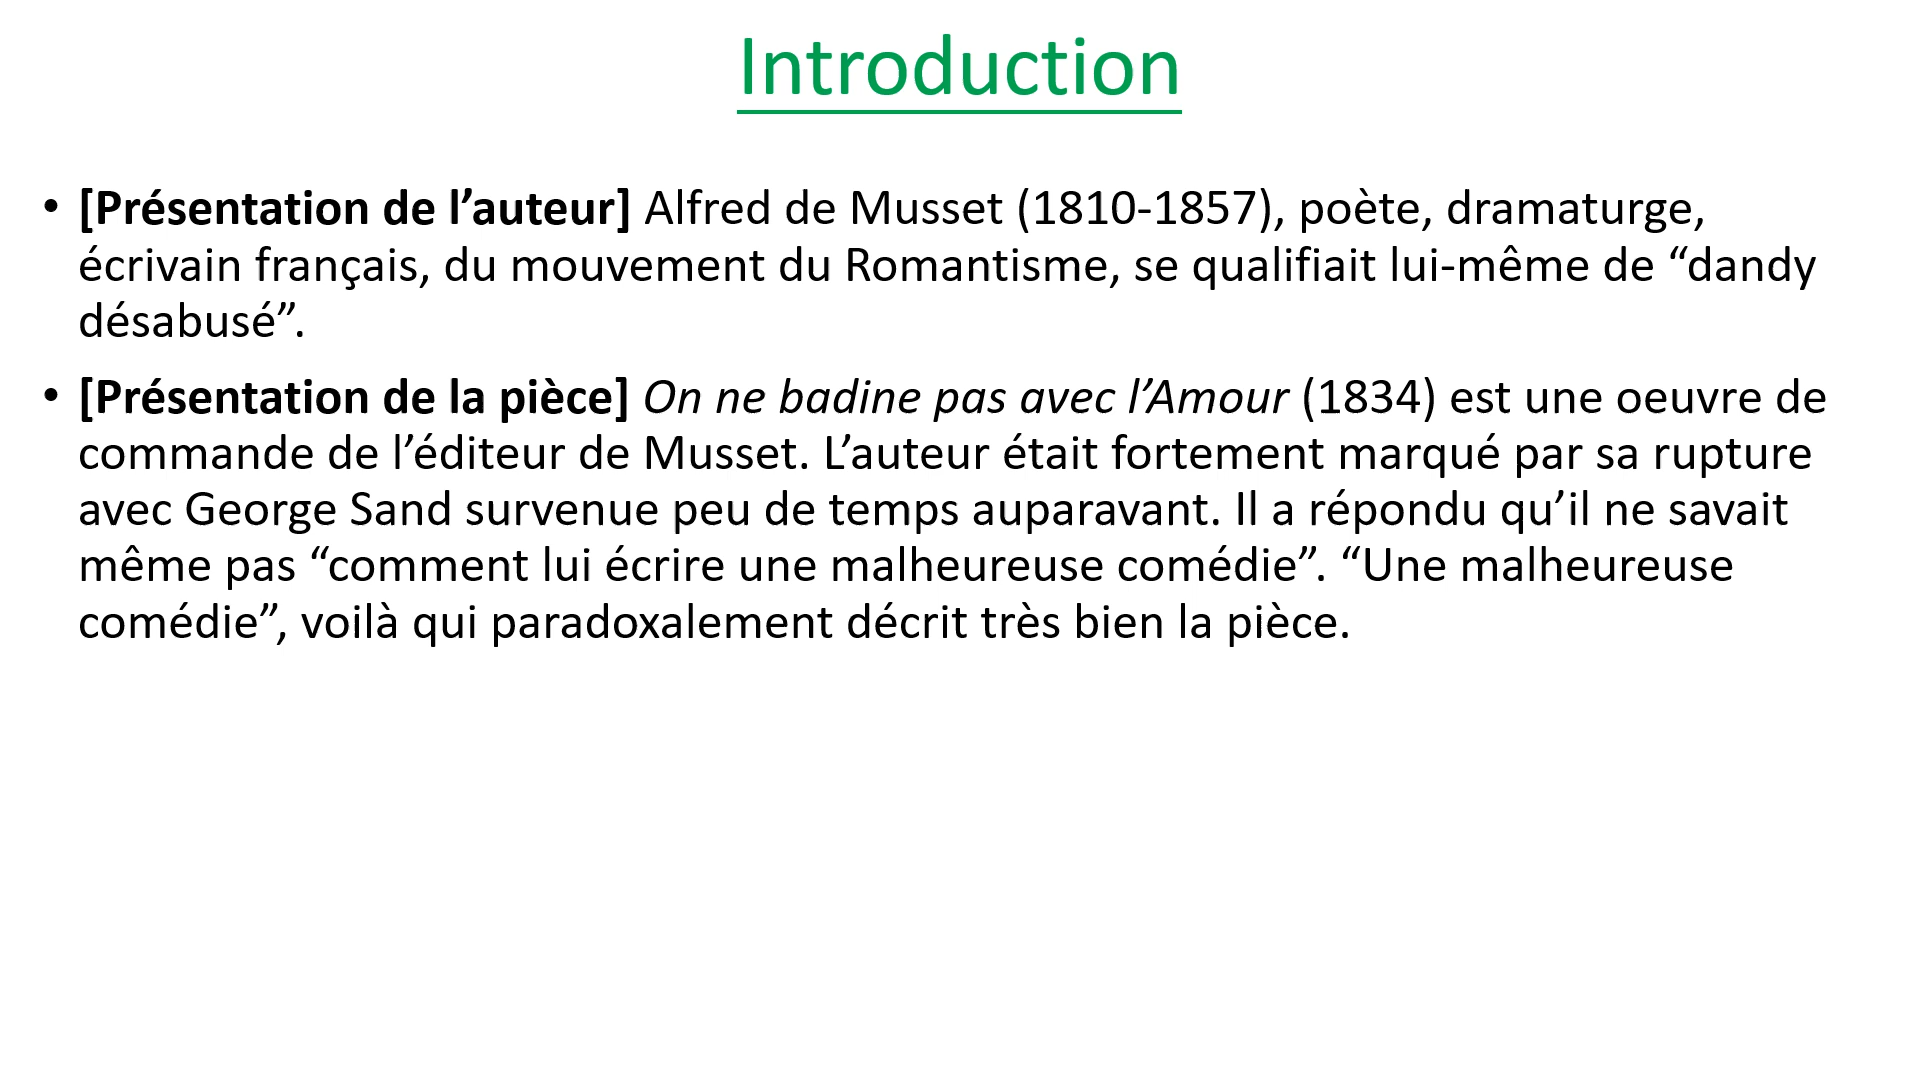 Introduction
• [Présentation de l’auteur] Alfred de Musset (1810-1857), poète, dramaturge,
écrivain français, du mouvement du Romantisme, se qualifiait lui-même de “dandy
désabusé”.
• [Présentation de la pièce] On ne badine pas avec l’Amour (1834) est une oeuvre de
commande de l’éditeur de Musset. L’auteur était fortement marqué par sa rupture
avec George Sand survenue peu de temps auparavant. Il a répondu qu’il ne savait
même pas “comment lui écrire une malheureuse comédie”. “Une malheureuse
comédie”, voilà qui paradoxalement décrit très bien la pièce.